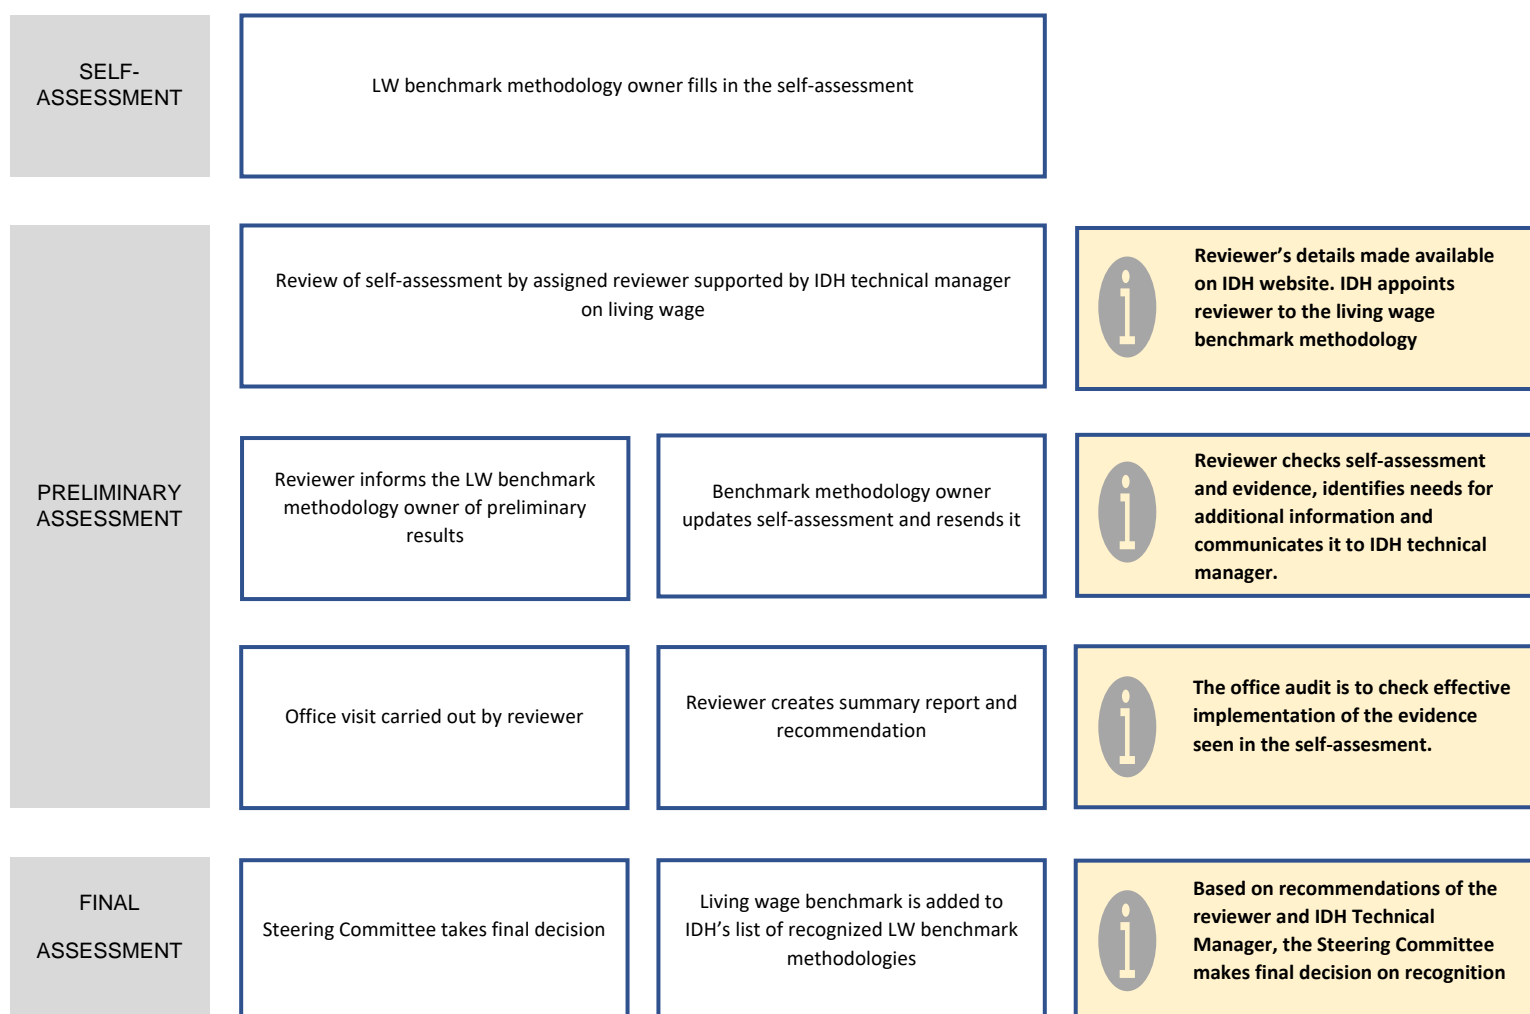 SELF-
ASSESSMENT
LW benchmark methodology owner fills in the self-assessment
PRELIMINARY
ASSESSMENT
Review of self-assessment by assigned reviewer supported by IDH technical manager
on living wage
Reviewer’s details made available
on IDH website. IDH appoints
reviewer to the living wage
benchmark methodology
Reviewer informs the LW benchmark
methodology owner of preliminary
results
Benchmark methodology owner
updates self-assessment and resends it
Reviewer checks self-assessment
and evidence, identifies needs for
additional information and
communicates it to IDH technical
manager.
Office visit carried out by reviewer
Reviewer creates summary report and
recommendation
The office audit is to check effective
implementation of the evidence
seen in the self-assesment.
FINAL
ASSESSMENT
Steering Committee takes final decision
Living wage benchmark is added to
IDH’s list of recognized LW benchmark
methodologies
Based on recommendations of the
reviewer and IDH Technical
Manager, the Steering Committee
makes final decision on recognition